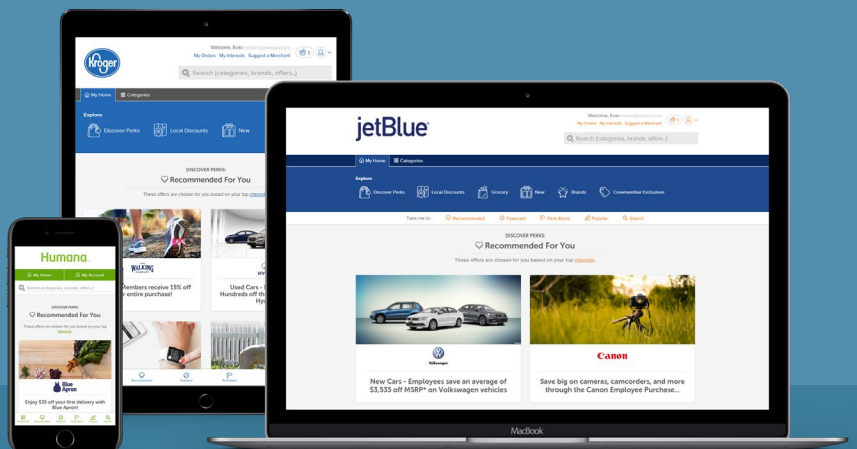 Kroger
Welcome, Evan
My Orders My Interests Suggest a Merchant
1
Search (categories, brands, offers..)
My Home
Categories
Explore
Discover Perks
Local Discounts
New
DISCOVER PERKS:
Recommended For You
These offers are chosen for you based on your top interests.
WALKING
Members receive 15% off
entire purchase!
Used Cars -
Hundreds off th
Hyu
Recommended
Featured
Perk Alerts
Humana
My Home
My Account
Search (categories, brands, offers..)
DISCOVER PERKS:
Recommended For You
These offers are chosen for you based on your top
interests.
Blue
Apron
Enjoy $35 off your first delivery with
Blue Apron!
jetBlue
Welcome, Evan
My Orders My Interests Suggest a Merchant
Search (categories, brands, offers..)
My Home
Categories
Explore
Discover Perks
Local Discounts
Grocery
New
Brands
Crewmember Exclusives
Take me to:
Recommended
Featured
Perk Alerts
Popular
Search
DISCOVER PERKS:
Recommended For You
These offers are chosen for you based on your top interests.
Volkswagen
New Cars - Employees save an average of
$3,535 off MSRP* on Volkswagen vehicles
Canon
Save big on cameras, camcorders, and more
through the Canon Employee Purchase...
MacBook